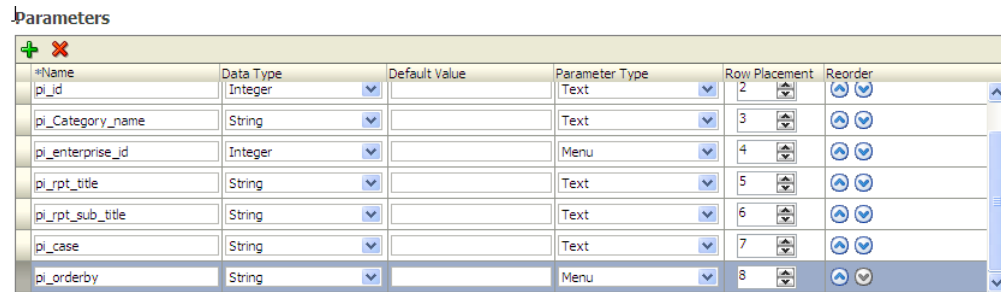 Parameters
*Name Data Type Default Value Parameter Type Row Placement Reorder
pi_id Integer Text 2
pi_Category_name String Text 3
pi_enterprise_id Integer Menu 4
pi_rpt_title String Text 5
pi_rpt_sub_title String Text 6
pi_case String Text 7
pi_orderby String Menu 8